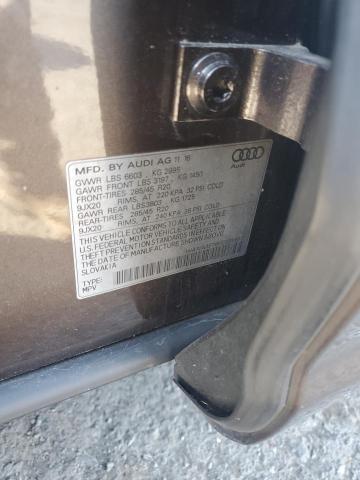 MFD. BY AUDI AG 11 16
GVWR LBS 6603 , KG 2995
GAWR FRONT LBS 3197 , KG 1450
FRONT-TIRES 285/45 R20
9JX20 RIMS, AT 220 KPA 32 PSI COLD
GAWR REAR LBS3803 KG 1725
REAR-TIRES 285/45 R20
9JX20 RIMS, AT 240 KPA 35 PSI COLD
THIS VEHICLE CONFORMS TO ALL APPLICABLE
U.S. FEDERAL MOTOR VEHICLE SAFETY AND
THEFT PREVENTION STANDARDS IN EFFECT ON
THE DATE OF MANUFACTURE SHOWN ABOVE.
SLOVAKIA
TYPE:
MPV
Audi